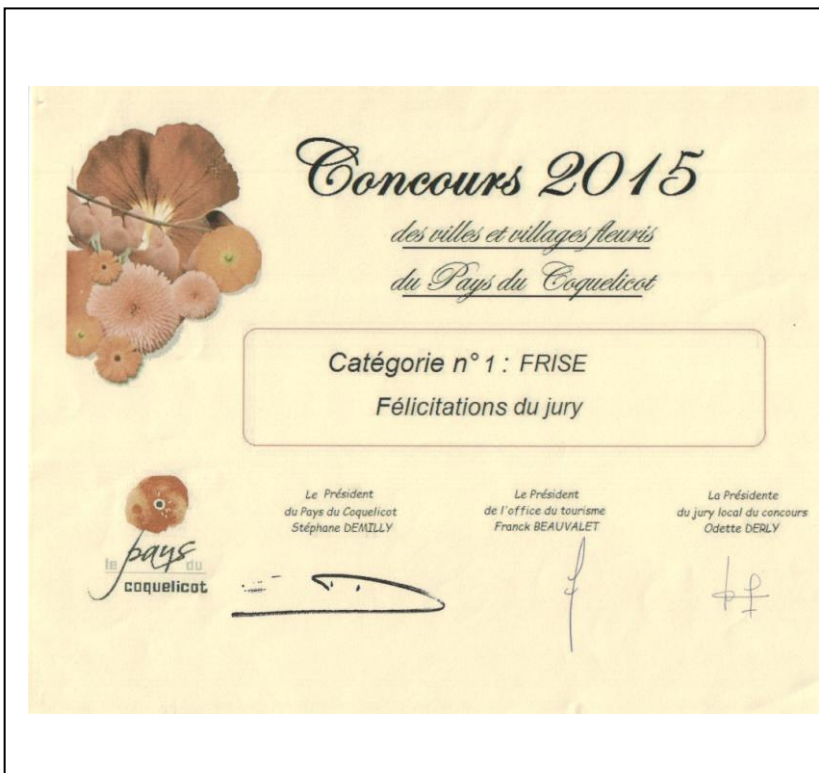 Concours 2015
des villes et villages fleuris
du Pays du Coquelicot
Catégorie n° 1 : FRISE
Félicitations du jury
Le Président
du Pays du Coquelicot
Stéphane DEMILLY
Le Président
de l'office du tourisme
Franck BEAUVALET
La Présidente
du jury local du concours
Odette DERLY
le pays du
coquelicot